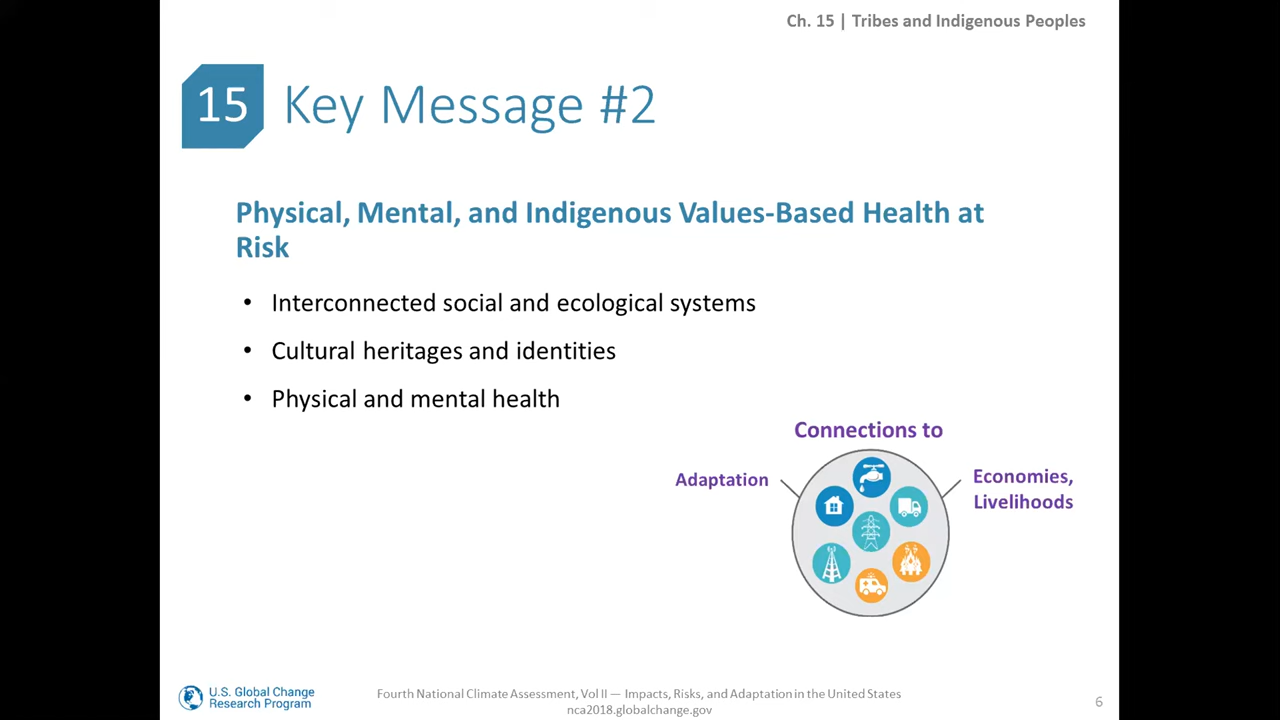 Ch. 15 | Tribes and Indigenous Peoples
15
Key Message #2
Physical, Mental, and Indigenous Values-Based Health at
Risk
• Interconnected social and ecological systems
• Cultural heritages and identities
• Physical and mental health
Connections to
Adaptation
Economies,
Livelihoods
U.S. Global Change
Research Program
Fourth National Climate Assessment, Vol II — Impacts, Risks, and Adaptation in the United States
nca2018.globalchange.gov
6